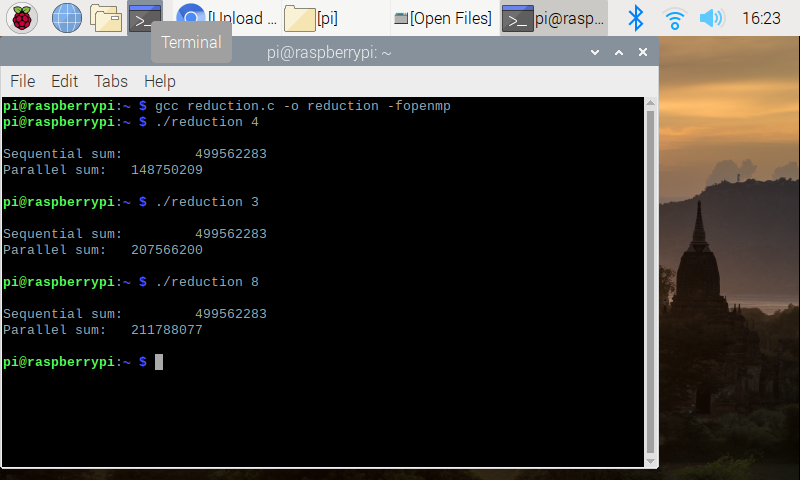 [Upload ... [pi] [Open Files] pi@rasp... 16:23
Terminal
pi@raspberrypi: ~
File Edit Tabs Help
pi@raspberrypi:~ $ gcc reduction.c -o reduction -fopenmp
pi@raspberrypi:~ $ ./reduction 4
Sequential sum: 499562283
Parallel sum: 148750209
pi@raspberrypi:~ $ ./reduction 3
Sequential sum: 499562283
Parallel sum: 207566200
pi@raspberrypi:~ $ ./reduction 8
Sequential sum: 499562283
Parallel sum: 211788077
pi@raspberrypi:~ $